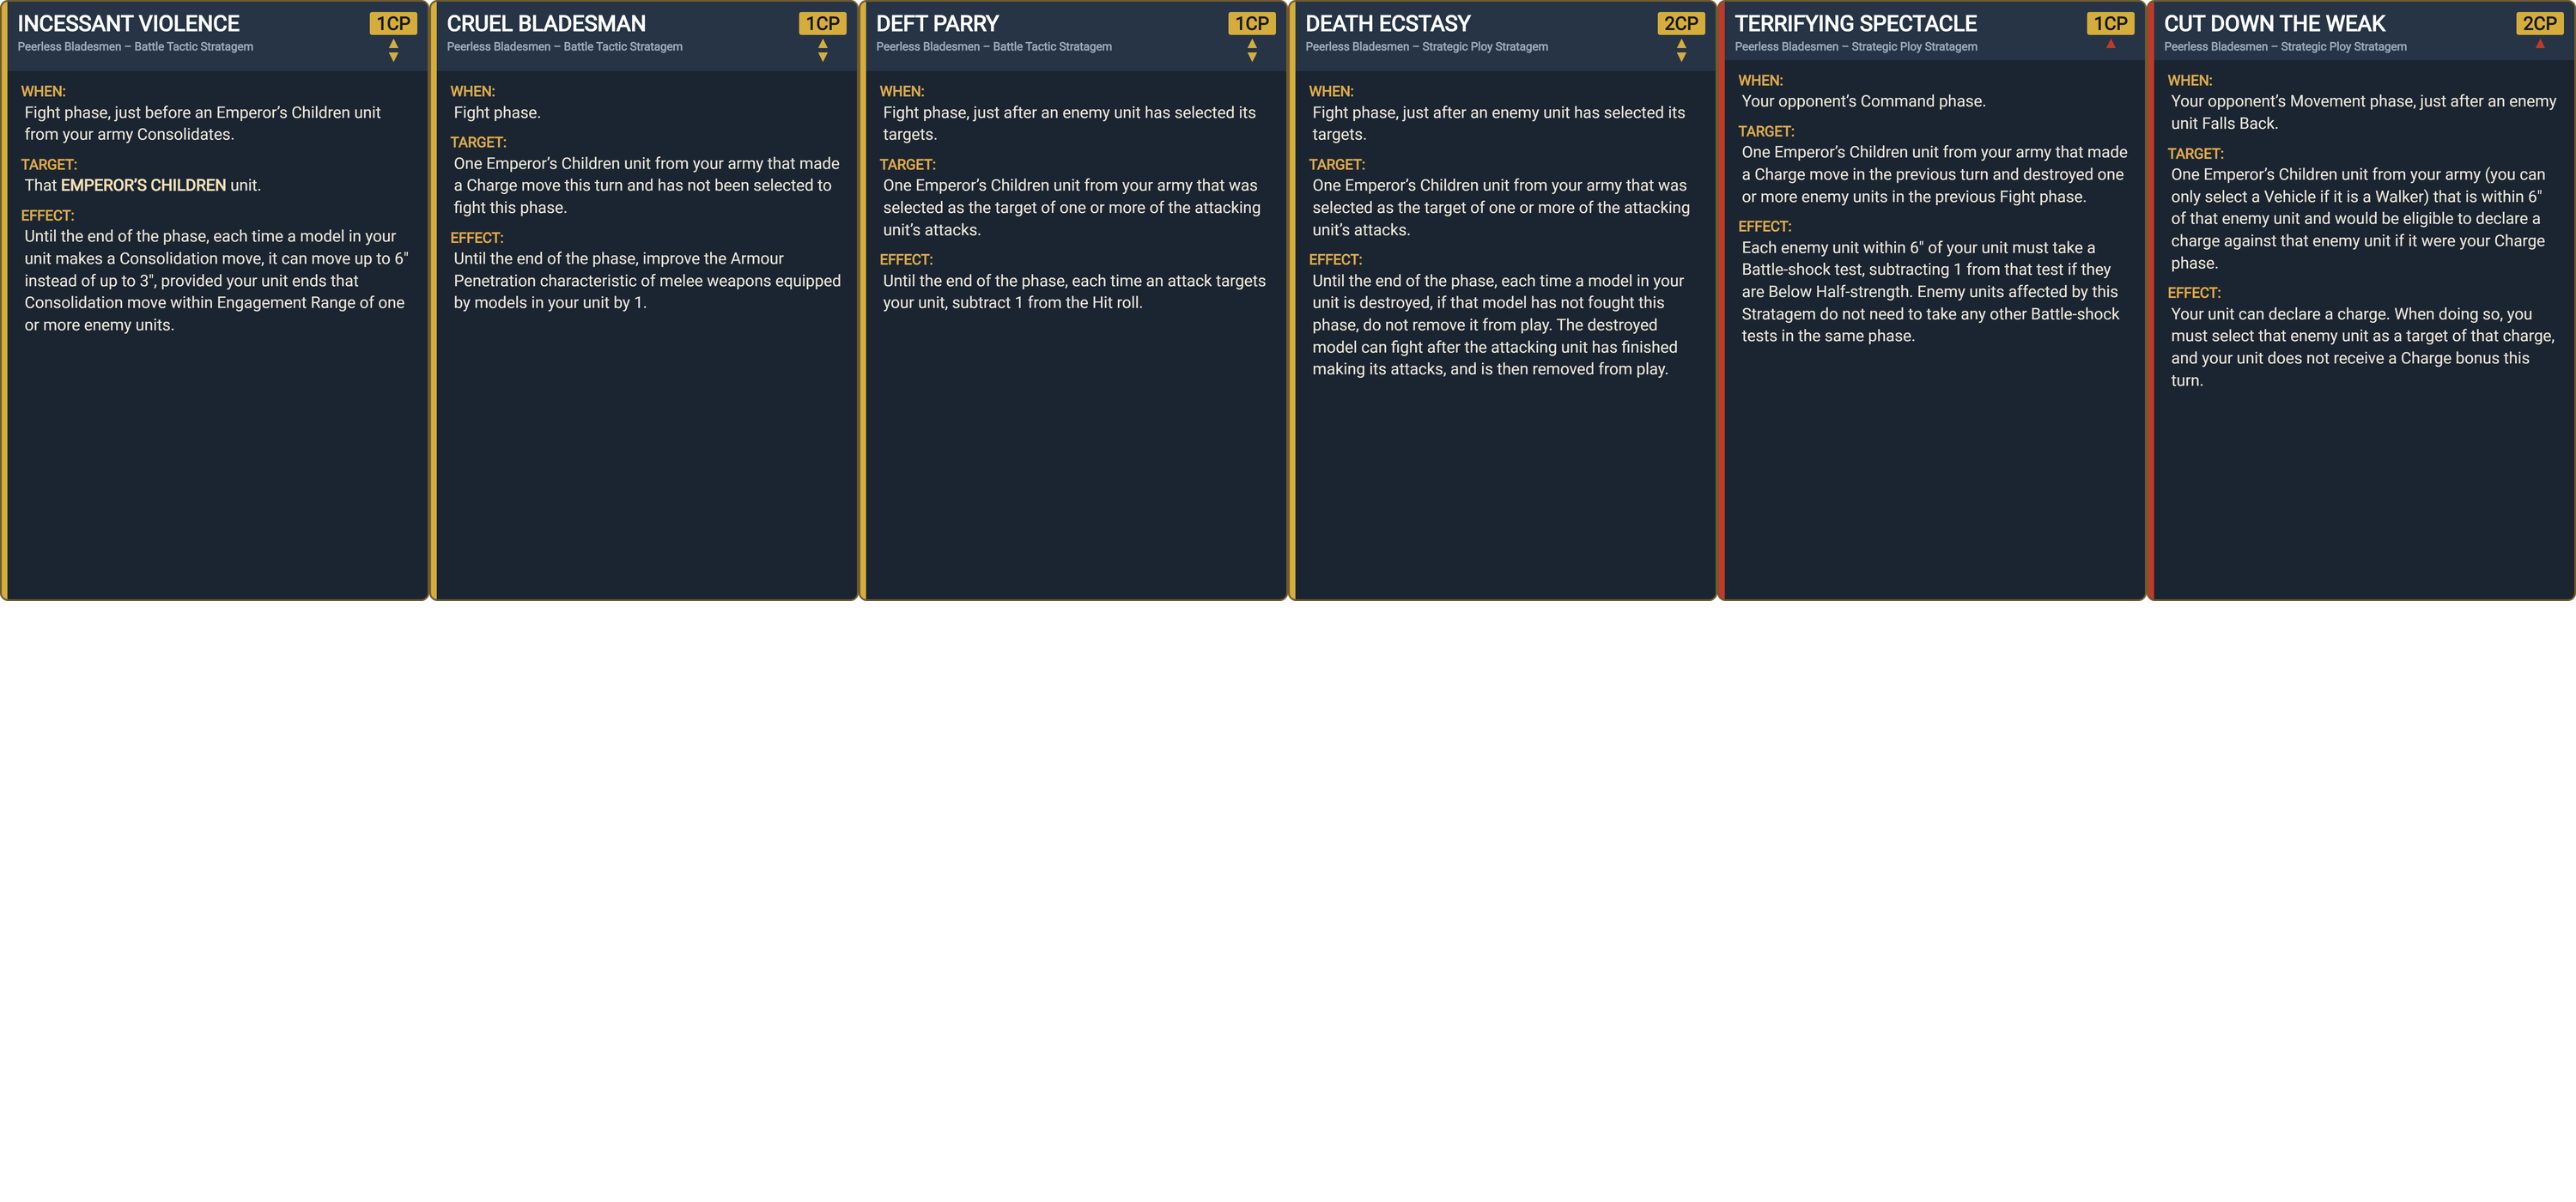 INCESSANT VIOLENCE
1CP
Peerless Bladesmen – Battle Tactic Stratagem
WHEN:
Fight phase, just before an Emperor’s Children unit
from your army Consolidates.
TARGET:
That EMPEROR’S CHILDREN unit.
EFFECT:
Until the end of the phase, each time a model in your
unit makes a Consolidation move, it can move up to 6"
instead of up to 3", provided your unit ends that
Consolidation move within Engagement Range of one
or more enemy units.
CRUEL BLADESMAN
1CP
Peerless Bladesmen – Battle Tactic Stratagem
WHEN:
Fight phase.
TARGET:
One Emperor’s Children unit from your army that made
a Charge move this turn and has not been selected to
fight this phase.
EFFECT:
Until the end of the phase, improve the Armour
Penetration characteristic of melee weapons equipped
by models in your unit by 1.
DEFT PARRY
1CP
Peerless Bladesmen – Battle Tactic Stratagem
WHEN:
Fight phase, just after an enemy unit has selected its
targets.
TARGET:
One Emperor’s Children unit from your army that was
selected as the target of one or more of the attacking
unit’s attacks.
EFFECT:
Until the end of the phase, each time an attack targets
your unit, subtract 1 from the Hit roll.
DEATH ECSTASY
2CP
Peerless Bladesmen – Strategic Ploy Stratagem
WHEN:
Fight phase, just after an enemy unit has selected its
targets.
TARGET:
One Emperor’s Children unit from your army that was
selected as the target of one or more of the attacking
unit’s attacks.
EFFECT:
Until the end of the phase, each time a model in your
unit is destroyed, if that model has not fought this
phase, do not remove it from play. The destroyed
model can fight after the attacking unit has finished
making its attacks, and is then removed from play.
TERRIFYING SPECTACLE
1CP
Peerless Bladesmen – Strategic Ploy Stratagem
WHEN:
Your opponent’s Command phase.
TARGET:
One Emperor’s Children unit from your army that made
a Charge move in the previous turn and destroyed one
or more enemy units in the previous Fight phase.
EFFECT:
Each enemy unit within 6" of your unit must take a
Battle-shock test, subtracting 1 from that test if they
are Below Half-strength. Enemy units affected by this
Stratagem do not need to take any other Battle-shock
tests in the same phase.
CUT DOWN THE WEAK
2CP
Peerless Bladesmen – Strategic Ploy Stratagem
WHEN:
Your opponent’s Movement phase, just after an enemy
unit Falls Back.
TARGET:
One Emperor’s Children unit from your army (you can
only select a Vehicle if it is a Walker) that is within 6"
of that enemy unit and would be eligible to declare a
charge against that enemy unit if it were your Charge
phase.
EFFECT:
Your unit can declare a charge. When doing so, you
must select that enemy unit as a target of that charge,
and your unit does not receive a Charge bonus this
turn.